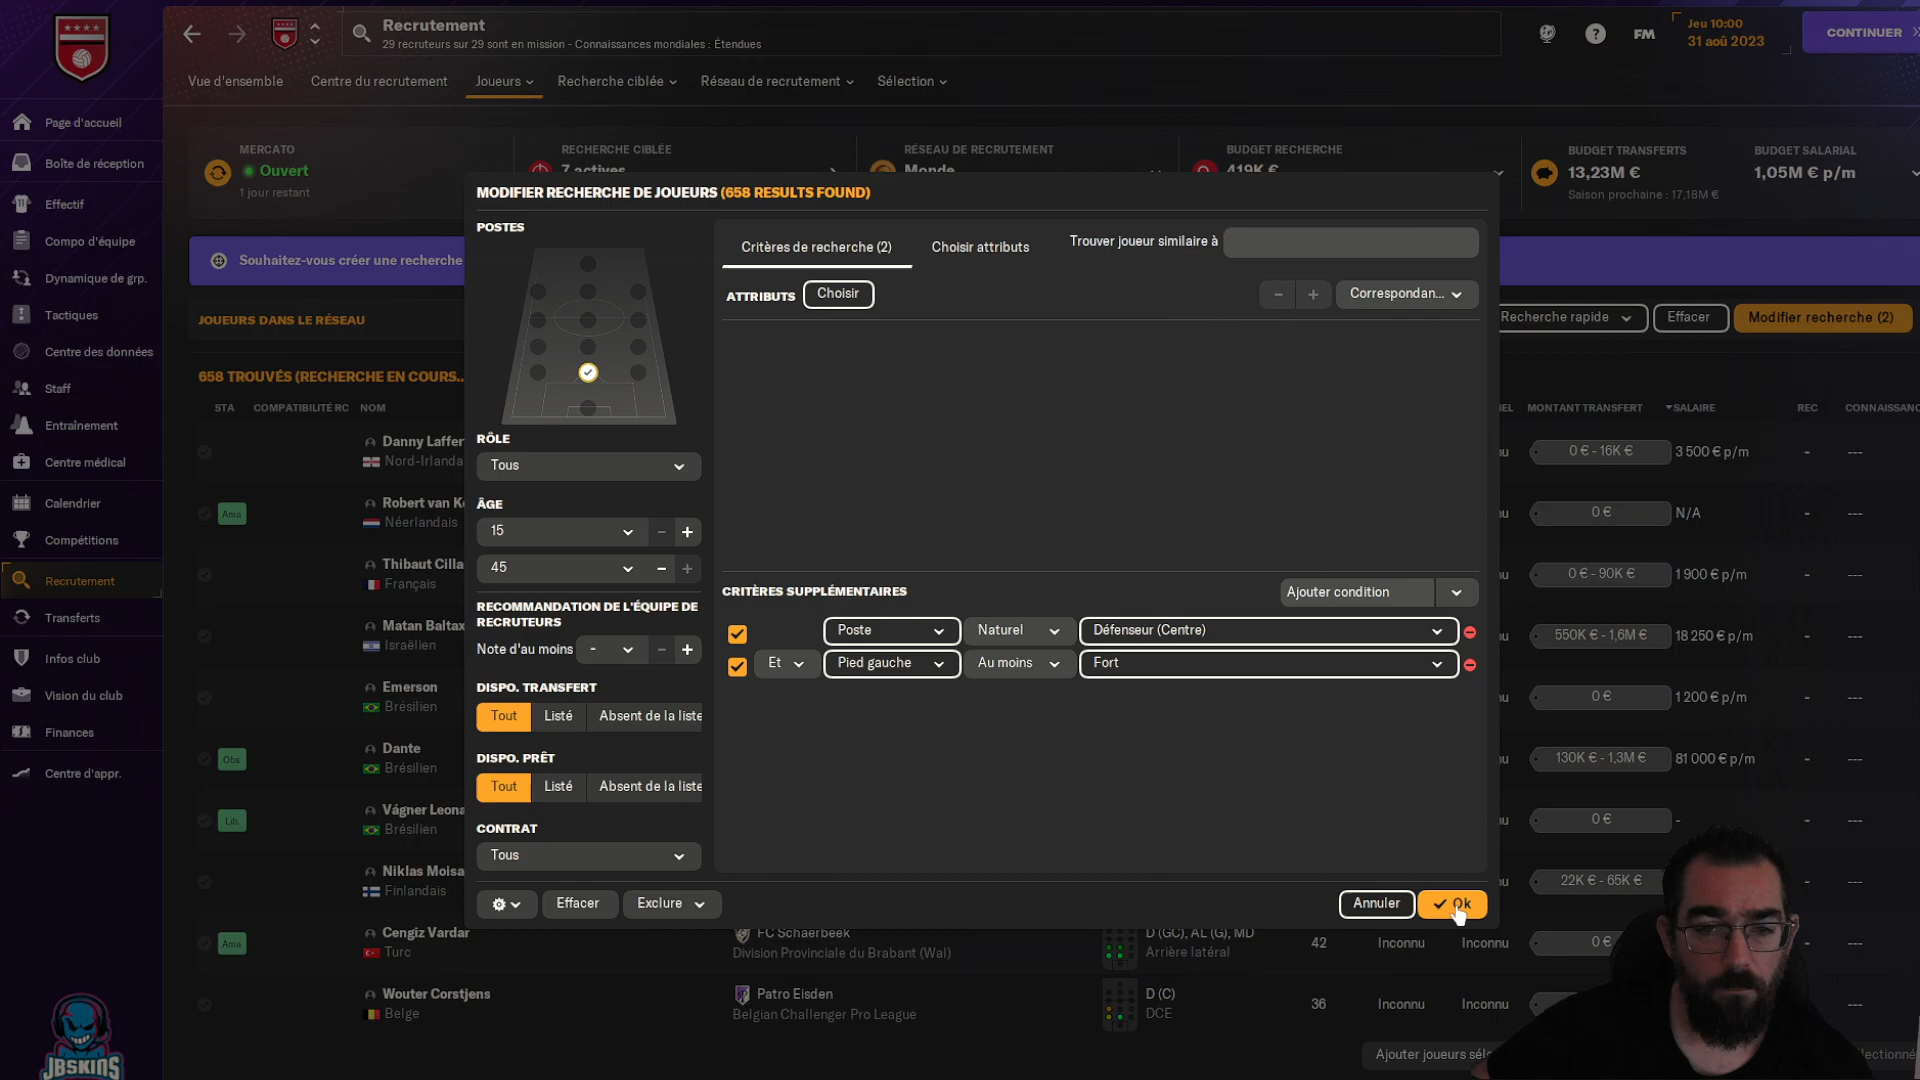 Recrutement
29 recruteurs sur 29 sont en mission - Connaissances mondiales : Étendues
FM
Jeu 10:00
31 aoû 2023
CONTINUER
Vue d'ensemble
Centre du recrutement
Joueurs
Recherche ciblée
Réseau de recrutement
Sélection
Page d'accueil
Boîte de réception
Effectif
Compo d'équipe
Dynamique de grp.
Tactiques
Centre des données
Staff
Entraînement
Centre médical
Calendrier
Compétitions
Recrutement
Transferts
Infos club
Vision du club
Finances
Centre d'appr.
JBSKINS
MERCATO
Ouvert
1 jour restant
RECHERCHE CIBLÉE
7 actives
RÉSEAU DE RECRUTEMENT
Monde
BUDGET RECHERCHE
419K €
BUDGET TRANSFERTS
13,23M €
Saison prochaine : 17,18M €
BUDGET SALARIAL
1,05M € p/m
Souhaitez-vous créer une recherche
JOUEURS DANS LE RÉSEAU
Recherche rapide
Effacer
Modifier recherche (2)
658 TROUVÉS (RECHERCHE EN COURS...
STA
COMPATIBILITÉ RC
NOM
MONTANT TRANSFERT
SALAIRE
REC
Danny Laffer
Nord-Irlanda
0 € - 16K €
3 500 € p/m
-
---
Ama
Robert van K
Néerlandais
0 €
N/A
-
---
Thibaut Cilla
Français
0 € - 90K €
1 900 € p/m
-
---
Matan Baltax
Israélien
550K € - 1,6M €
18 250 € p/m
-
---
Emerson
Brésilien
0 €
1 200 € p/m
-
---
Obs
Dante
Brésilien
130K € - 1,3M €
81 000 € p/m
-
---
Lib.
Vágner Leona
Brésilien
0 €
-
-
---
Niklas Moisa
Finlandais
22K € - 65K €
Ama
Cengiz Vardar
Turc
FC Schaerbeek
Division Provinciale du Brabant (Wal)
D (GC), AL (G), MD
Arrière latéral
42
Inconnu
Inconnu
0 €
Wouter Corstjens
Belge
Patro Eisden
Belgian Challenger Pro League
D (C)
DCE
36
Inconnu
Inconnu
MODIFIER RECHERCHE DE JOUEURS (658 RESULTS FOUND)
POSTES
RÔLE
Tous
ÂGE
15
45
RECOMMANDATION DE L'ÉQUIPE DE
RECRUTEURS
Note d'au moins
-
DISPO. TRANSFERT
Tout
Listé
Absent de la liste
DISPO. PRÊT
Tout
Listé
Absent de la liste
CONTRAT
Tous
Critères de recherche (2)
Choisir attributs
Trouver joueur similaire à
ATTRIBUTS
Choisir
Correspondan...
CRITÈRES SUPPLÉMENTAIRES
Ajouter condition
Poste
Naturel
Défenseur (Centre)
Et
Pied gauche
Au moins
Fort
Effacer
Exclure
Annuler
Ok